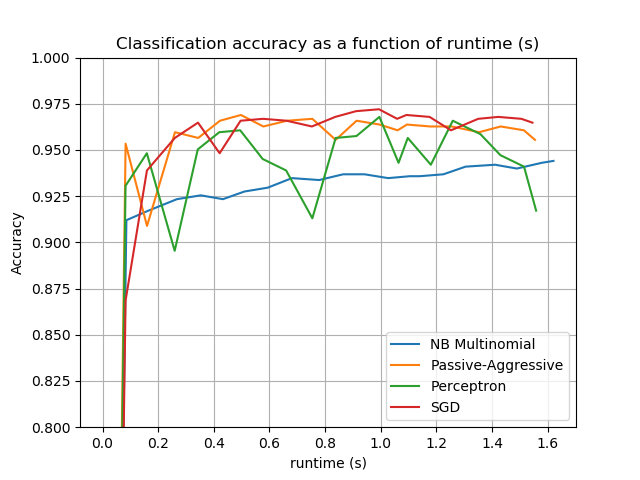 Classification accuracy as a function of runtime (s)
1.000
0.975
0.950
0.925
0.900
0.875
0.850
0.825
0.800
Accuracy
0.0 0.2 0.4 0.6 0.8 1.0 1.2 1.4 1.6
runtime (s)
NB Multinomial
Passive-Aggressive
Perceptron
SGD